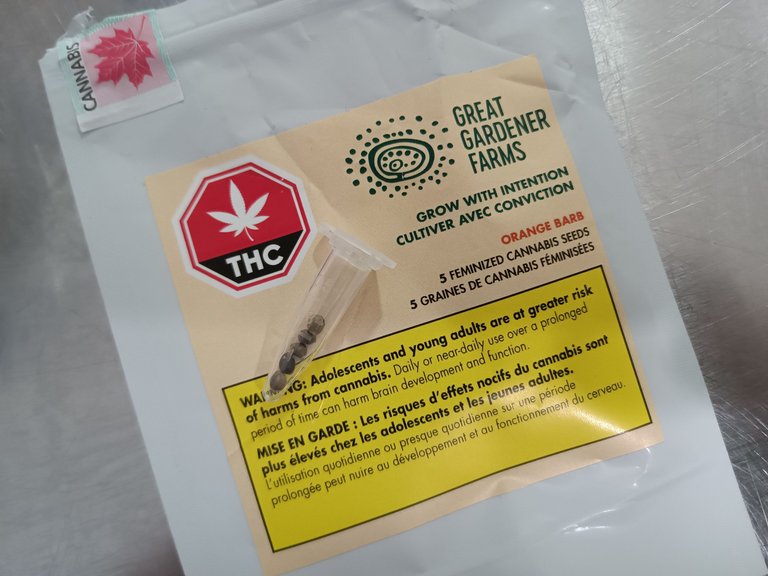 CANNABIS
GREAT
GARDENER
FARMS
THC
GROW WITH INTENTION
CULTIVER AVEC CONVICTION
ORANGE BARB
5 FEMINIZED CANNABIS SEEDS
5 GRAINES DE CANNABIS FÉMINISÉES
Adolescents and young adults are at greater risk
of harms from cannabis. Daily or near-daily use over a prolonged
period of time can harm brain development and function.
MISE EN GARDE : Les risques d'effets nocifs du cannabis sont
plus élevés chez les adolescents et les jeunes adultes.
L'utilisation quotidienne ou presque quotidienne sur une période
prolongée peut nuire au développement et au fonctionnement du cerveau.